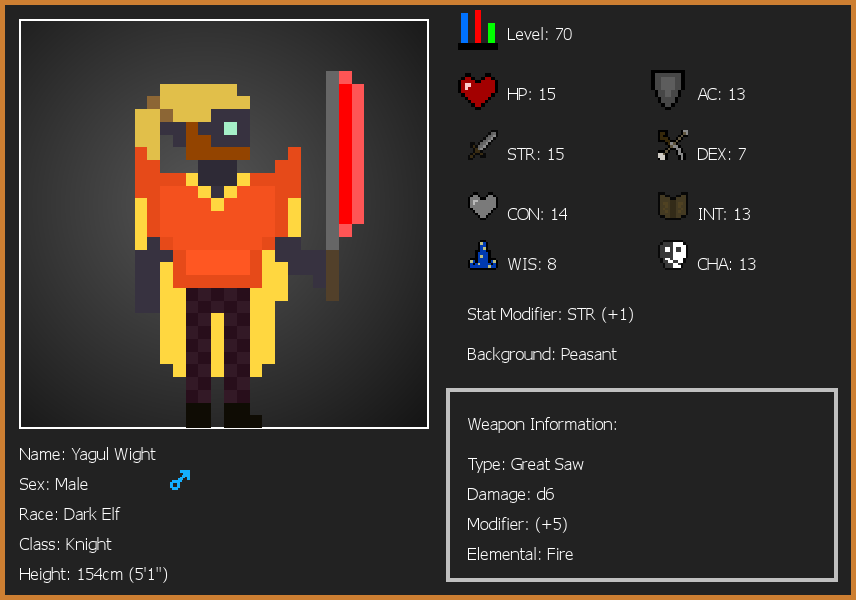 Level: 70
HP: 15
AC: 13
STR: 15
DEX: 7
CON: 14
INT: 13
WIS: 8
CHA: 13
Stat Modifier: STR (+1)
Background: Peasant
Weapon Information:
Type: Great Saw
Damage: d6
Modifier: (+5)
Elemental: Fire
Name: Yagul Wight
Sex: Male
Race: Dark Elf
Class: Knight
Height: 154cm (5'1")